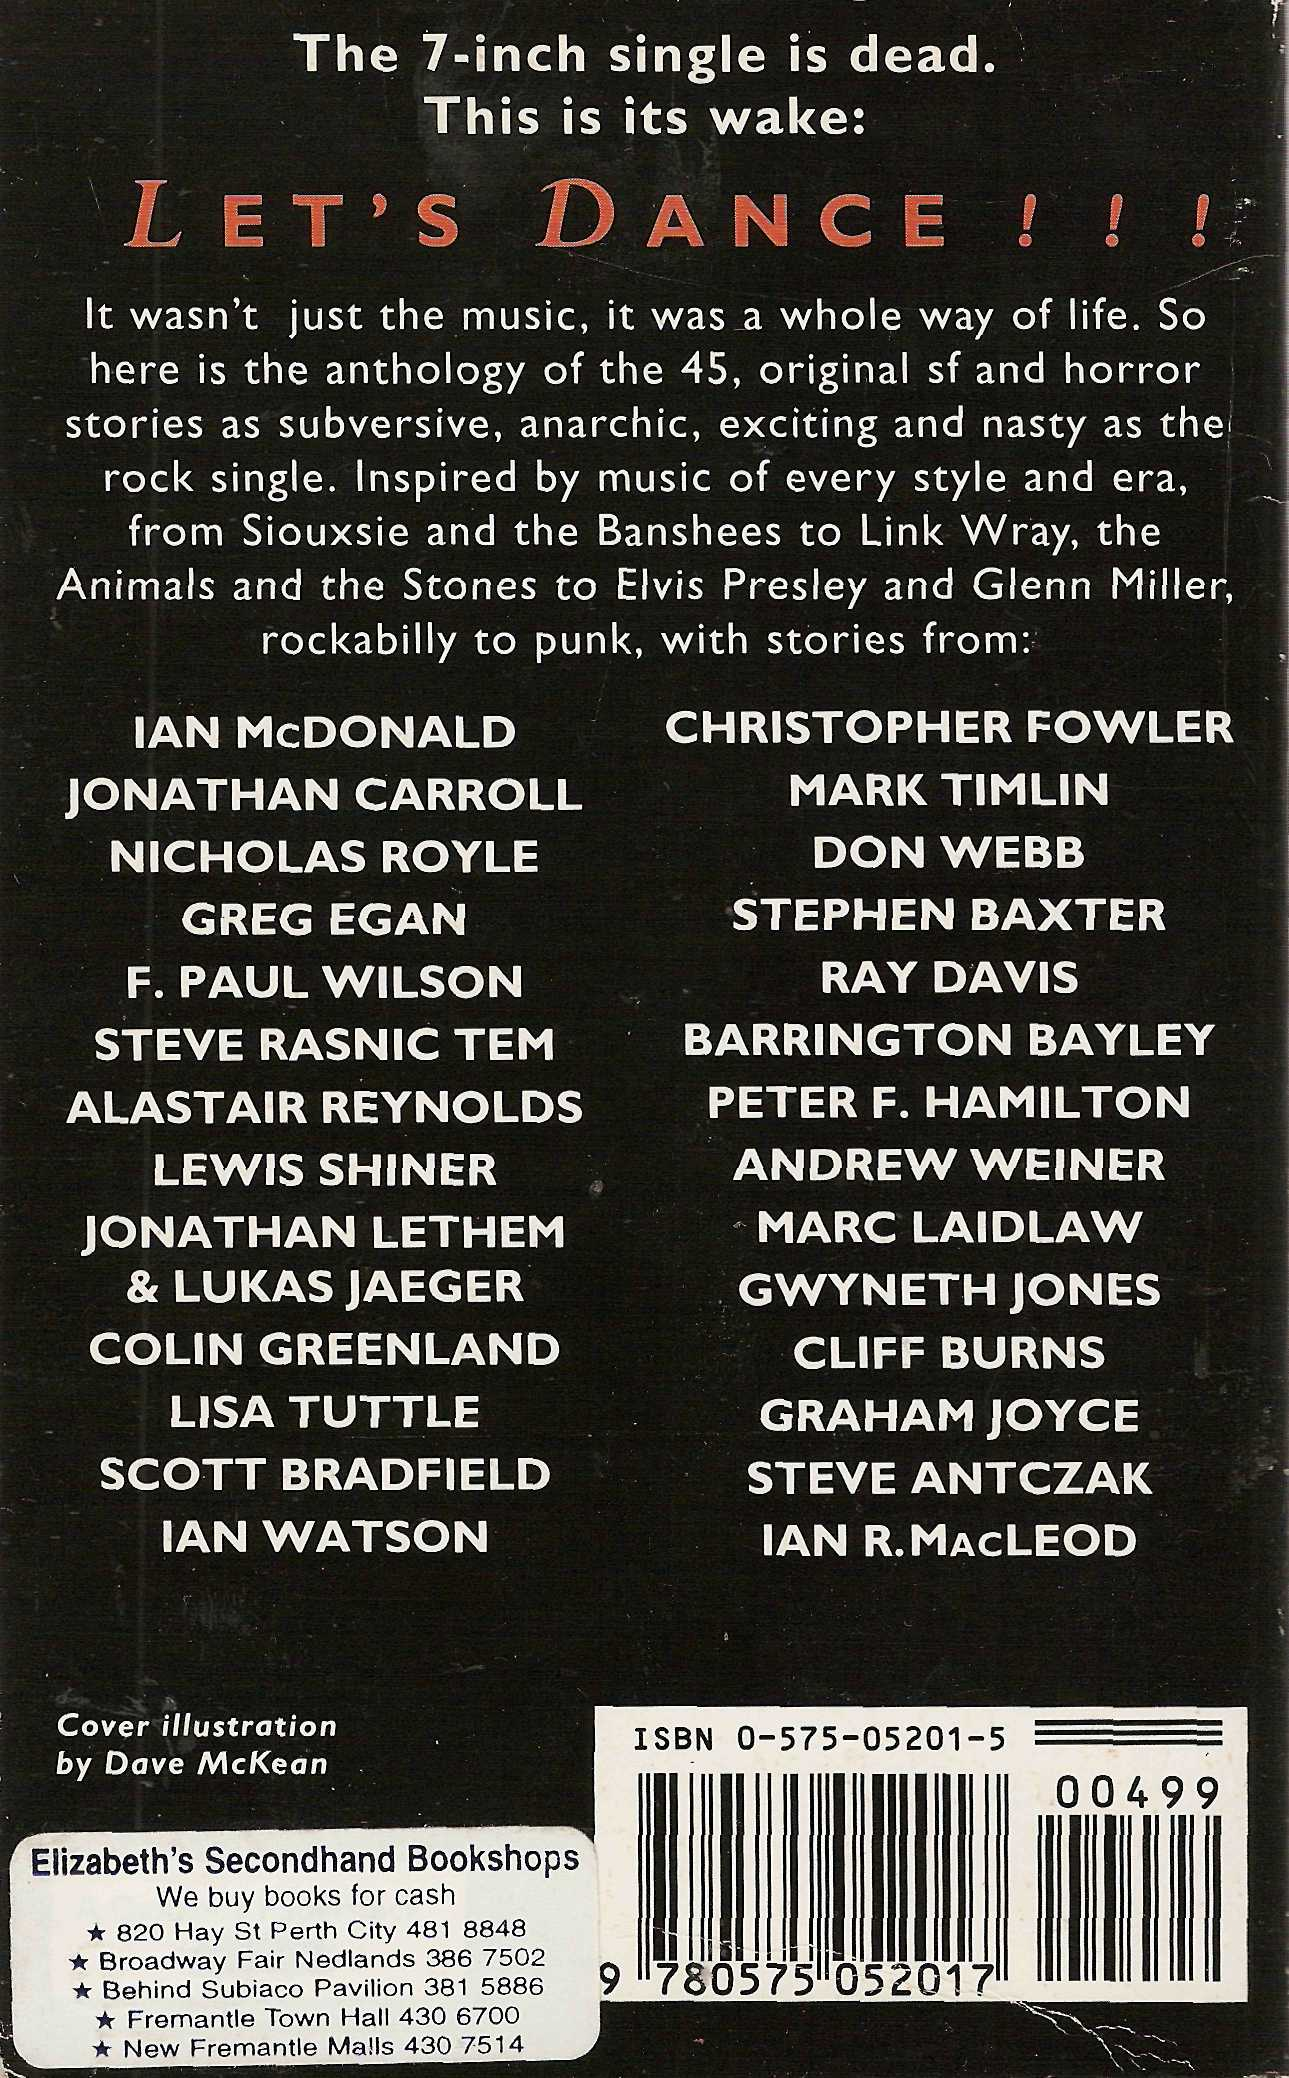 The 7-inch single is dead.
This is its wake:
LET'S DANCE!!!
It wasn't just the music, it was a whole way of life. So
here is the anthology of the 45, original sf and horror
stories as subversive, anarchic, exciting and nasty as the
rock single. Inspired by music of every style and era,
from Siouxsie and the Banshees to Link Wray, the
Animals and the Stones to Elvis Presley and Glenn Miller,
rockabilly to punk, with stories from:
IAN McDONALD
JONATHAN CARROLL
NICHOLAS ROYLE
GREG EGAN
F. PAUL WILSON
STEVE RASNIC TEM
ALASTAIR REYNOLDS
LEWIS SHINER
JONATHAN LETHEM
& LUKAS JAEGER
COLIN GREENLAND
LISA TUTTLE
SCOTT BRADFIELD
IAN WATSON
CHRISTOPHER FOWLER
MARK TIMLIN
DON WEBB
STEPHEN BAXTER
RAY DAVIS
BARRINGTON BAYLEY
PETER F. HAMILTON
ANDREW WEINER
MARC LAIDLAW
GWYNETH JONES
CLIFF BURNS
GRAHAM JOYCE
STEVE ANTCZAK
IAN R.MACLEOD
Cover illustration
by Dave McKean
Elizabeth's Secondhand Bookshops
We buy books for cash
★ 820 Hay St Perth City 481 8848
★ Broadway Fair Nedlands 386 7502
★ Behind Subiaco Pavilion 381 5886
★ Fremantle Town Hall 430 6700
★ New Fremantle Malls 430 7514
ISBN 0-575-05201-5
00499
9 780575 052017